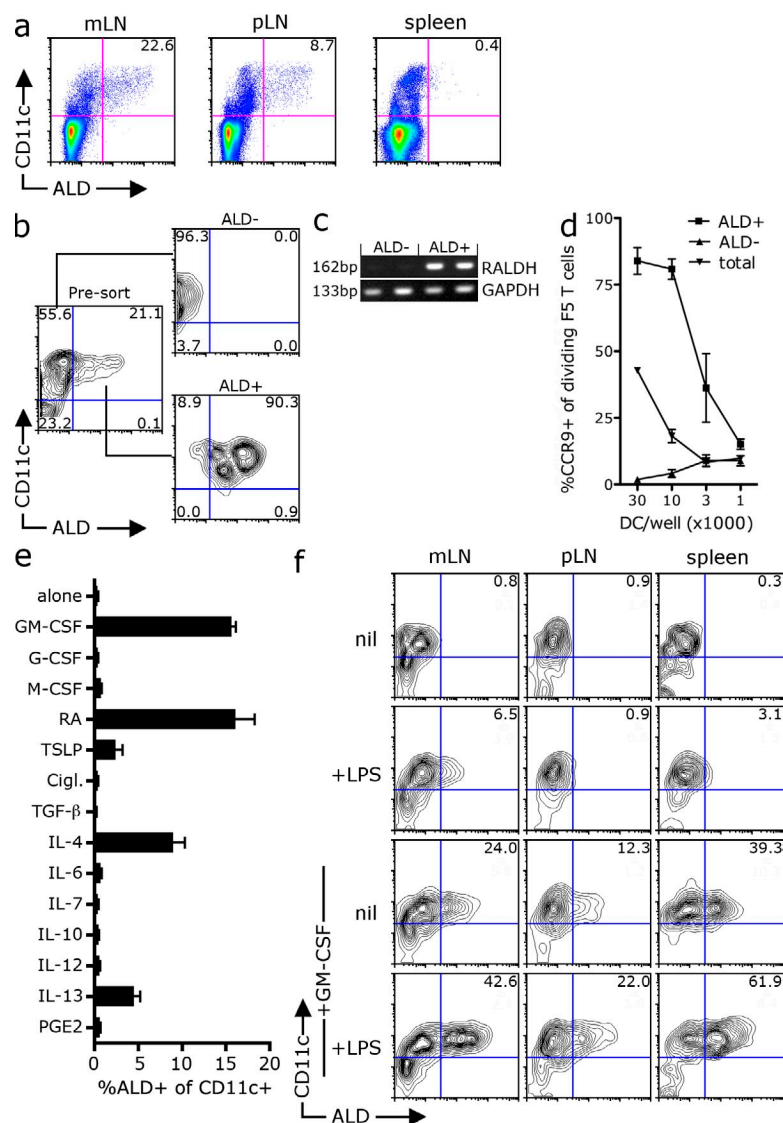 a
mLN
pLN
spleen
22.6
8.7
0.4
CD11c
ALD
b
ALD-
96.3
0.0
3.7
0.0
Pre-sort
55.6
21.1
23.2
0.1
ALD+
8.9
90.3
0.0
0.9
CD11c
ALD
c
ALD- ALD+
162bp RALDH
133bp GAPDH
d
ALD+
ALD-
total
100
75
50
25
0
%CCR9+ of dividing F5 T cells
30 10 3 1
DC/well (x1000)
e
alone
GM-CSF
G-CSF
M-CSF
RA
TSLP
Cigl.
TGF-β
IL-4
IL-6
IL-7
IL-10
IL-12
IL-13
PGE2
0 5 10 15 20
%ALD+ of CD11c+
f
mLN pLN spleen
nil
0.8 0.9 0.3
+LPS
6.5 0.9 3.1
nil
24.0 12.3 39.3
+LPS
42.6 22.0 61.9
+GM-CSF
CD11c
ALD